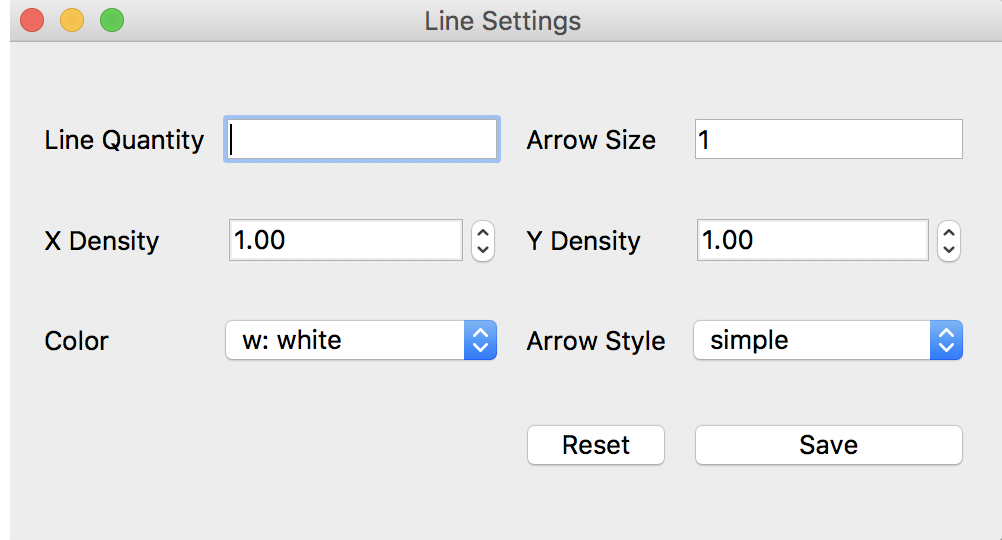 Line Settings
Line Quantity Arrow Size 1
X Density 1.00 Y Density 1.00
Color w: white Arrow Style simple
Reset Save